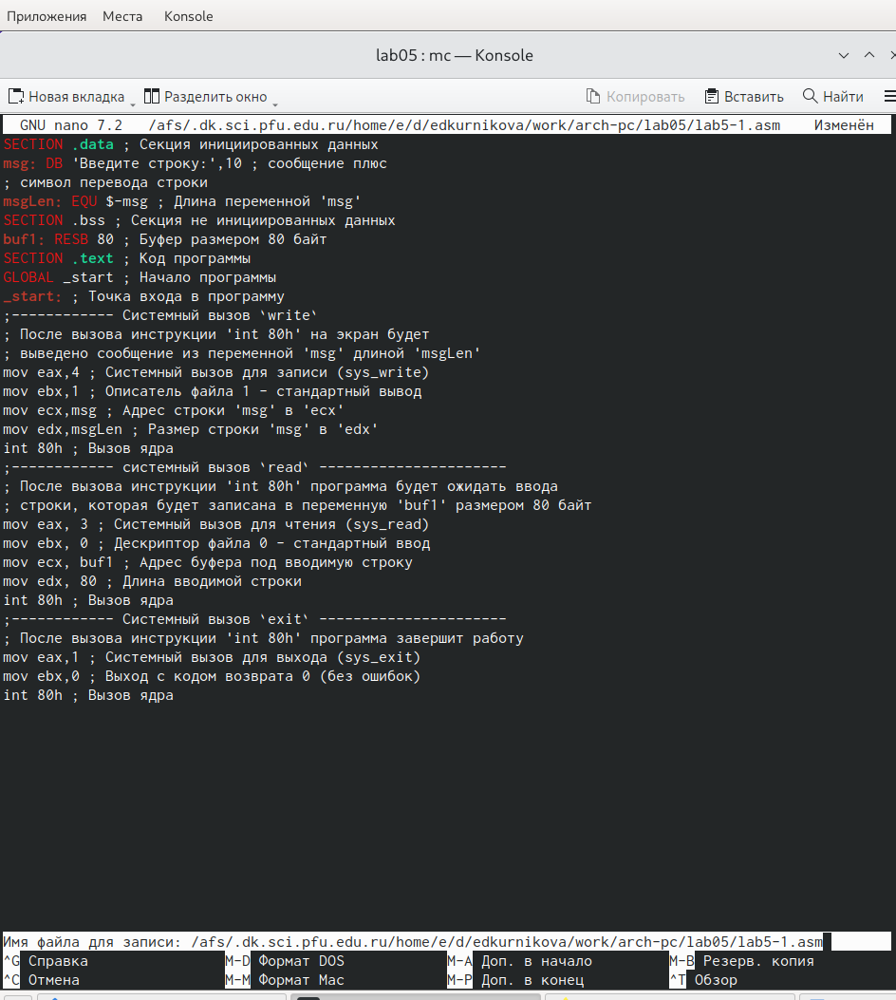 Приложения Места Konsole
lab05 : mc — Konsole
Новая вкладка Разделить окно Копировать Вставить Найти
GNU nano 7.2 /afs/.dk.sci.pfu.edu.ru/home/e/d/edkurnikova/work/arch-pc/lab05/lab5-1.asm Изменён
SECTION .data ; Секция инициированных данных
msg: DB 'Введите строку:',10 ; сообщение плюс
; символ перевода строки
msgLen: EQU $-msg ; Длина переменной 'msg'
SECTION .bss ; Секция не инициированных данных
buf1: RESB 80 ; Буфер размером 80 байт
SECTION .text ; Код программы
GLOBAL _start ; Начало программы
_start: ; Точка входа в программу
;------------ Системный вызов `write`
; После вызова инструкции 'int 80h' на экран будет
; выведено сообщение из переменной 'msg' длиной 'msgLen'
mov eax,4 ; Системный вызов для записи (sys_write)
mov ebx,1 ; Описатель файла 1 - стандартный вывод
mov ecx,msg ; Адрес строки 'msg' в 'ecx'
mov edx,msgLen ; Размер строки 'msg' в 'edx'
int 80h ; Вызов ядра
;------------ системный вызов `read` ----------------------
; После вызова инструкции 'int 80h' программа будет ожидать ввода
; строки, которая будет записана в переменную 'buf1' размером 80 байт
mov eax, 3 ; Системный вызов для чтения (sys_read)
mov ebx, 0 ; Дескриптор файла 0 - стандартный ввод
mov ecx, buf1 ; Адрес буфера под вводимую строку
mov edx, 80 ; Длина вводимой строки
int 80h ; Вызов ядра
;------------ Системный вызов `exit` ----------------------
; После вызова инструкции 'int 80h' программа завершит работу
mov eax,1 ; Системный вызов для выхода (sys_exit)
mov ebx,0 ; Выход с кодом возврата 0 (без ошибок)
int 80h ; Вызов ядра
Имя файла для записи: /afs/.dk.sci.pfu.edu.ru/home/e/d/edkurnikova/work/arch-pc/lab05/lab5-1.asm
^G Справка M-D Формат DOS M-A Доп. в начало M-B Резерв. копия
^C Отмена M-M Формат Mac M-P Доп. в конец ^T Обзор